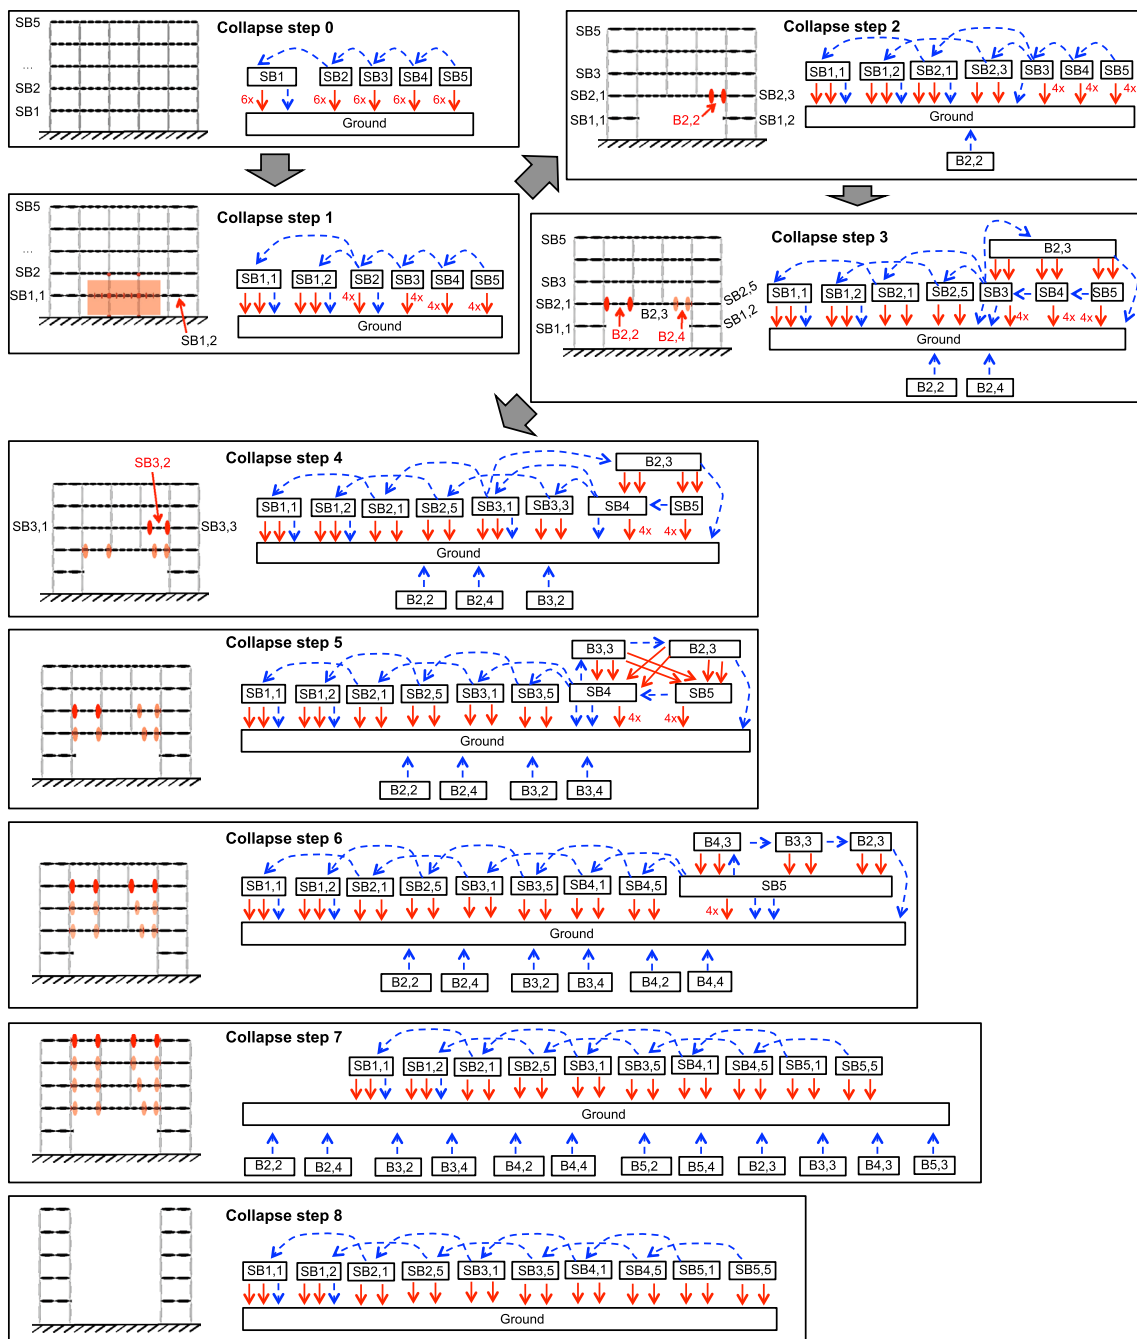 Collapse step 0
SB5
...
SB2
SB1
SB1 SB2 SB3 SB4 SB5
6x 6x 6x 6x 6x
Ground
Collapse step 1
SB5
...
SB2
SB1,1
SB1,2
SB1,1 SB1,2 SB2 SB3 SB4 SB5
4x 4x 4x 4x
Ground
Collapse step 2
SB5
SB3
SB2,1 SB2,3
SB1,1 SB1,2
B2,2
SB1,1 SB1,2 SB2,1 SB2,3 SB3 SB4 SB5
4x 4x 4x
Ground
B2,2
Collapse step 3
SB5
SB3
SB2,1 SB2,5
SB1,1 SB1,2
B2,3
B2,2 B2,4
B2,3
SB1,1 SB1,2 SB2,1 SB2,5 SB3 SB4 SB5
4x 4x 4x
Ground
B2,2 B2,4
Collapse step 4
SB3,2
SB3,1 SB3,3
B2,3
SB1,1 SB1,2 SB2,1 SB2,5 SB3,1 SB3,3 SB4 SB5
4x 4x
Ground
B2,2 B2,4 B3,2
Collapse step 5
B3,3 B2,3
SB1,1 SB1,2 SB2,1 SB2,5 SB3,1 SB3,5 SB4 SB5
4x 4x
Ground
B2,2 B2,4 B3,2 B3,4
Collapse step 6
B4,3 B3,3 B2,3
SB1,1 SB1,2 SB2,1 SB2,5 SB3,1 SB3,5 SB4,1 SB4,5 SB5
4x
Ground
B2,2 B2,4 B3,2 B3,4 B4,2 B4,4
Collapse step 7
SB1,1 SB1,2 SB2,1 SB2,5 SB3,1 SB3,5 SB4,1 SB4,5 SB5,1 SB5,5
Ground
B2,2 B2,4 B3,2 B3,4 B4,2 B4,4 B5,2 B5,4 B2,3 B3,3 B4,3 B5,3
Collapse step 8
SB1,1 SB1,2 SB2,1 SB2,5 SB3,1 SB3,5 SB4,1 SB4,5 SB5,1 SB5,5
Ground